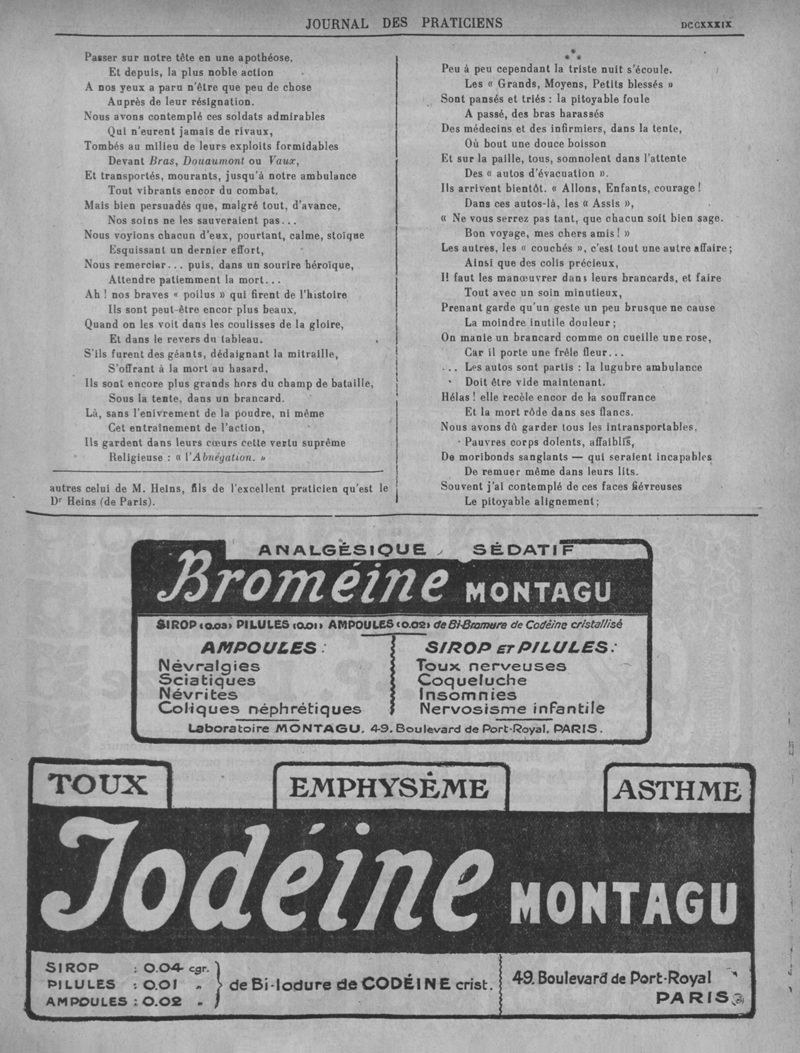 JOURNAL DES PRATICIENS
DCCXXXIX
Passer sur notre tête en une apothéose.
Et depuis, la plus noble action
A nos yeux a paru n'être que peu de chose
Auprès de leur résignation.
Nous avons contemplé ces soldats admirables
Qui n'eurent jamais de rivaux,
Tombés au milieu de leurs exploits formidables
Devant Bras, Douaumont ou Vaux,
Et transportés, mourants, jusqu'à notre ambulance
Tout vibrants encor du combat,
Mais bien persuadés que, malgré tout, d'avance,
Nos soins ne les sauveraient pas...
Nous voyions chacun d'eux, pourtant, calme, stoïque
Esquissant un dernier effort,
Nous remercier... puis, dans un sourire héroïque,
Attendre patiemment la mort...
Ah ! nos braves « poilus » qui firent de l'histoire
Ils sont peut-être encor plus beaux,
Quand on les voit dans les coulisses de la gloire,
Et dans le revers du tableau.
S'ils furent des géants, dédaignant la mitraille,
S'offrant à la mort au hasard,
Ils sont encore plus grands hors du champ de bataille,
Sous la tente, dans un brancard.
Là, sans l'enivrement de la poudre, ni même
Cet entraînement de l'action,
Ils gardent dans leurs cœurs cette vertu suprême
Religieuse : « l'Abnégation. »
autres celui de M. Heins, fils de l'excellent praticien qu'est le
Dr Heins (de Paris).
* * *
Peu à peu cependant la triste nuit s'écoule.
Les « Grands, Moyens, Petits blessés »
Sont pansés et triés : la pitoyable foule
A passé, des bras harassés
Des médecins et des infirmiers, dans la tente,
Où bout une douce boisson
Et sur la paille, tous, somnolent dans l'attente
Des « autos d'évacuation ».
Ils arrivent bientôt. « Allons, Enfants, courage !
Dans ces autos-là, les « Assis »,
« Ne vous serrez pas tant, que chacun soit bien sage.
Bon voyage, mes chers amis ! »
Les autres, les « couchés », c'est tout une autre affaire ;
Ainsi que des colis précieux,
Il faut les manœuvrer dans leurs brancards, et faire
Tout avec un soin minutieux,
Prenant garde qu'un geste un peu brusque ne cause
La moindre inutile douleur ;
On manie un brancard comme on cueille une rose,
Car il porte une frêle fleur...
... Les autos sont partis : la lugubre ambulance
Doit être vide maintenant.
Hélas ! elle recèle encor de la souffrance
Et la mort rôde dans ses flancs.
Nous avons dû garder tous les intransportables,
Pauvres corps dolents, affaiblis,
De moribonds sanglants — qui seraient incapables
De remuer même dans leurs lits.
Souvent j'ai contemplé de ces faces fiévreuses
Le pitoyable alignement ;
ANALGÉSIQUE, SÉDATIF
Broméine MONTAGU
SIROP (0.03) PILULES (0.01) AMPOULES (0.02) de Bi-Bromure de Codéine cristallisé
AMPOULES :
Névralgies
Sciatiques
Névrites
Coliques néphrétiques
SIROP ET PILULES :
Toux nerveuses
Coqueluche
Insomnies
Nervosisme infantile
Laboratoire MONTAGU, 49, Boulevard de Port-Royal, PARIS.
TOUX
EMPHYSÈME
ASTHME
Iodéine MONTAGU
SIROP : 0.04 cgr.
PILULES : 0.01 „
AMPOULES : 0.02 „
de Bi-Iodure de CODÉINE crist.
49, Boulevard de Port-Royal
PARIS